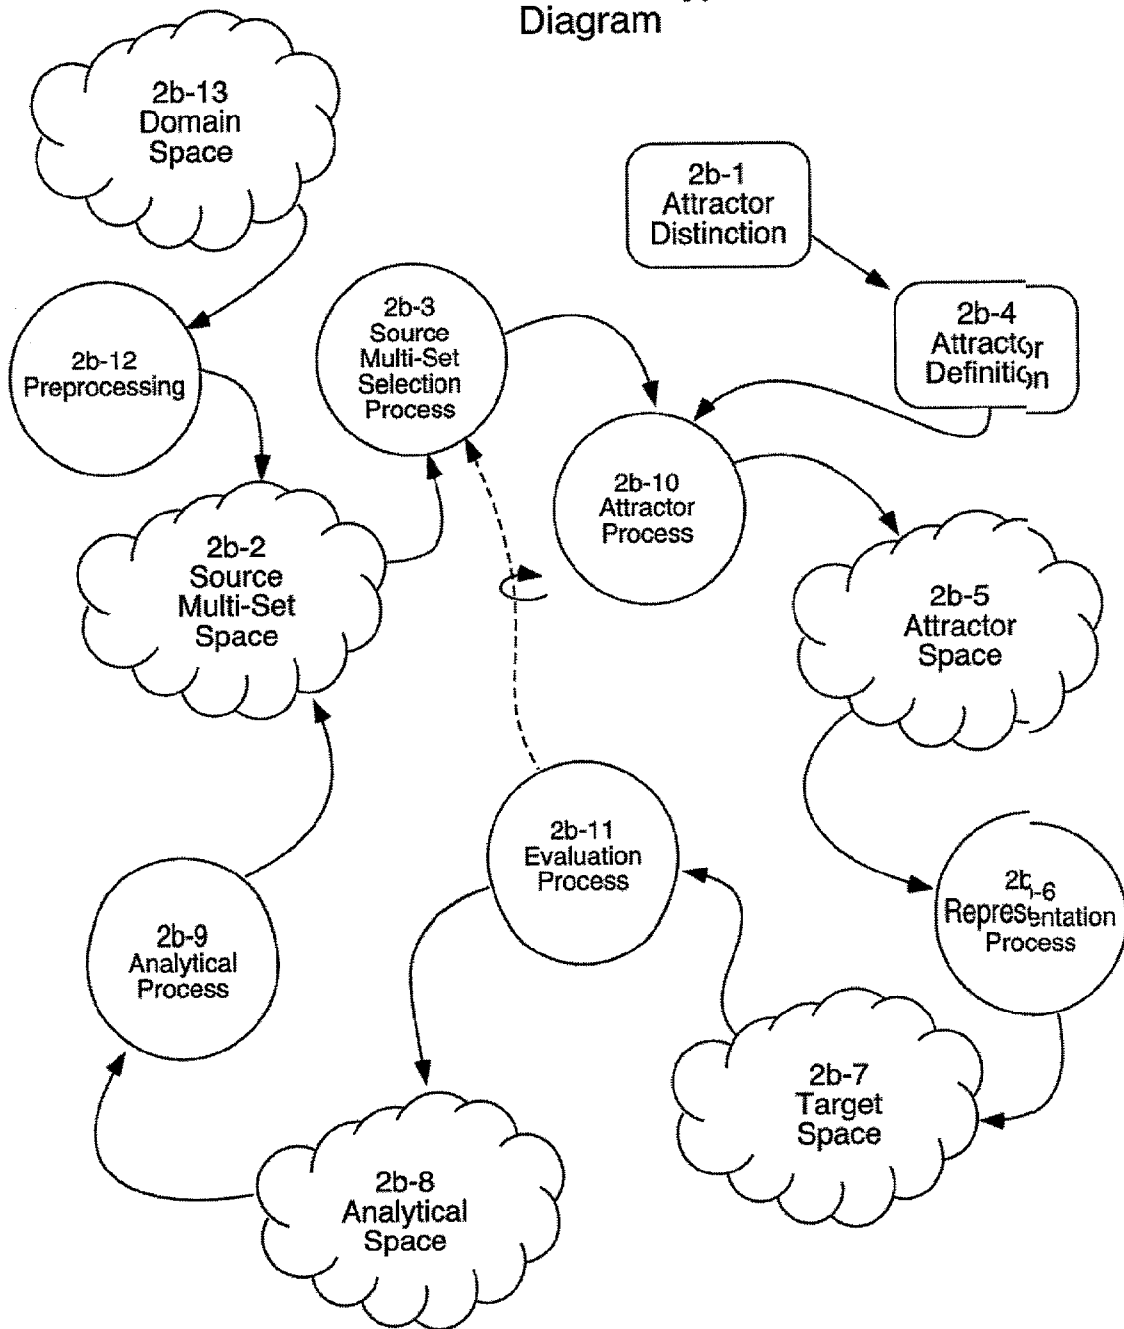 Diagram
2b-13
Domain
Space
2b-1
Attractor
Distinction
2b-4
Attractor
Definition
2b-3
Source
Multi-Set
Selection
Process
2b-12
Preprocessing
2b-10
Attractor
Process
2b-2
Source
Multi-Set
Space
2b-5
Attractor
Space
2b-11
Evaluation
Process
2b-6
Representation
Process
2b-9
Analytical
Process
2b-7
Target
Space
2b-8
Analytical
Space